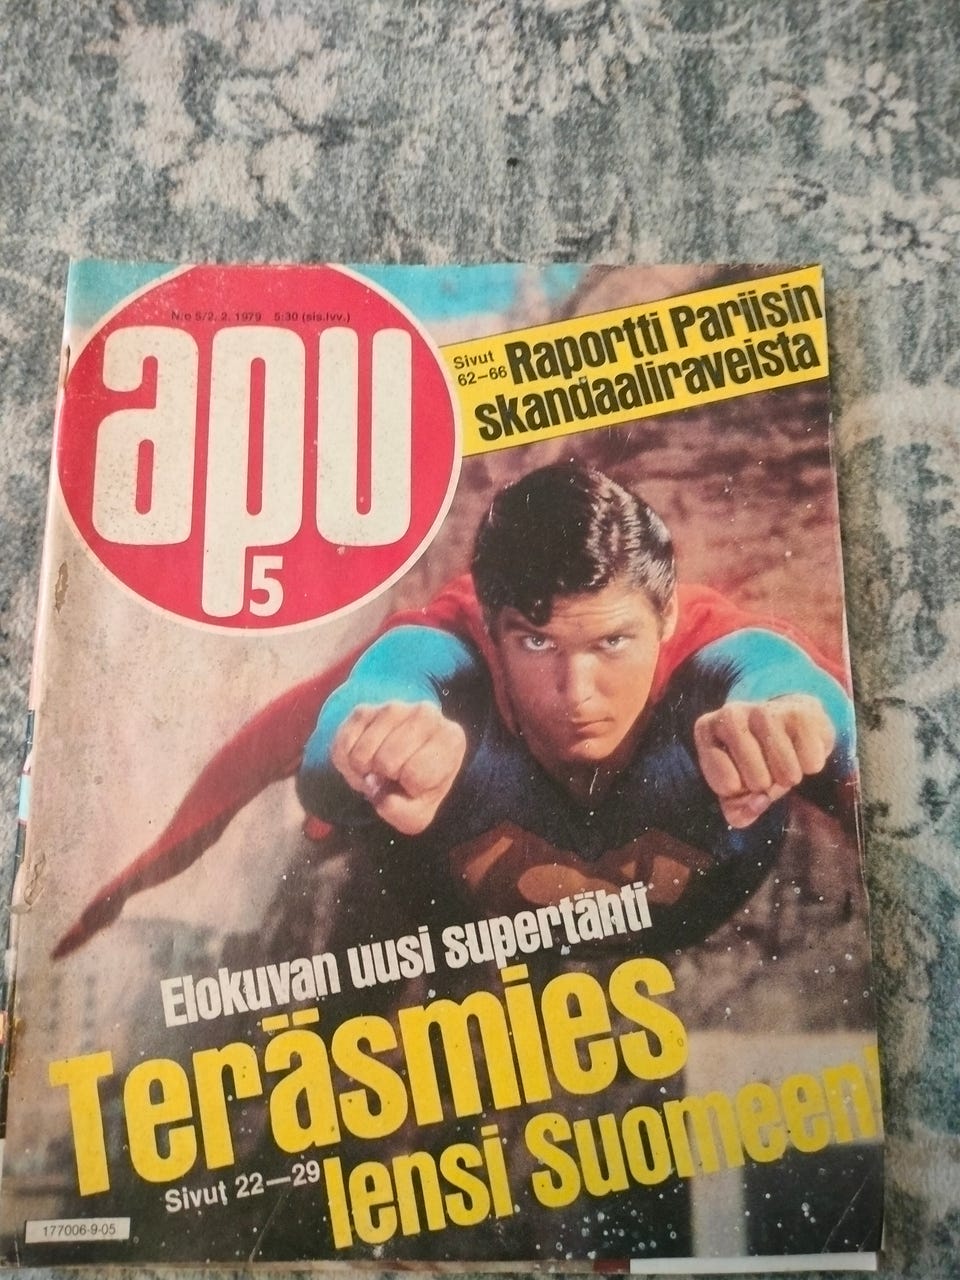 N:o 5/2. 2. 1979 5:30 (sis.lvv.)
apu
5
Sivut
62–66
Raportti Pariisin
skandaaliraveista
Elokuvan uusi supertähti
Teräsmies
Sivut 22–29
lensi Suomeen!
177006-9-05